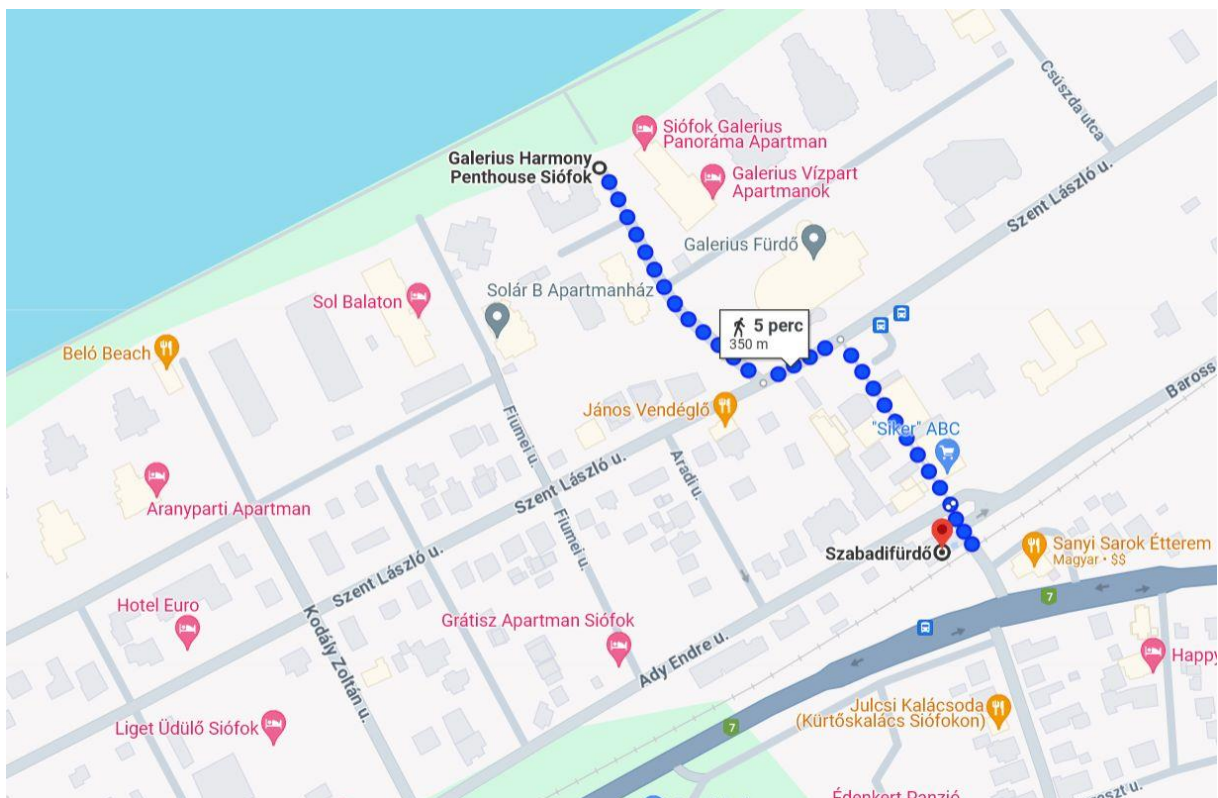 Csúszda utca
Siófok Galerius
Panoráma Apartman
Galerius Harmony
Penthouse Siófok
Galerius Vízpart
Apartmanok
Szent László u.
Galerius Fürdő
Solár B Apartmanház
Sol Balaton
5 perc
350 m
Beló Beach
Baross
János Vendéglő
"Siker" ABC
Fiumei u.
Aradi u.
Szent László u.
Aranyparti Apartman
Fiumei u.
Szabadifürdő
Sanyi Sarok Étterem
Magyar • $$
Szent László u.
7
Hotel Euro
Kodály Zoltán u.
Grátisz Apartman Siófok
Ady Endre u.
Happy
Julcsi Kalácsoda
(Kürtőskalács Siófokon)
Liget Üdülő Siófok
7
Édenkert Panzió
eszt u.